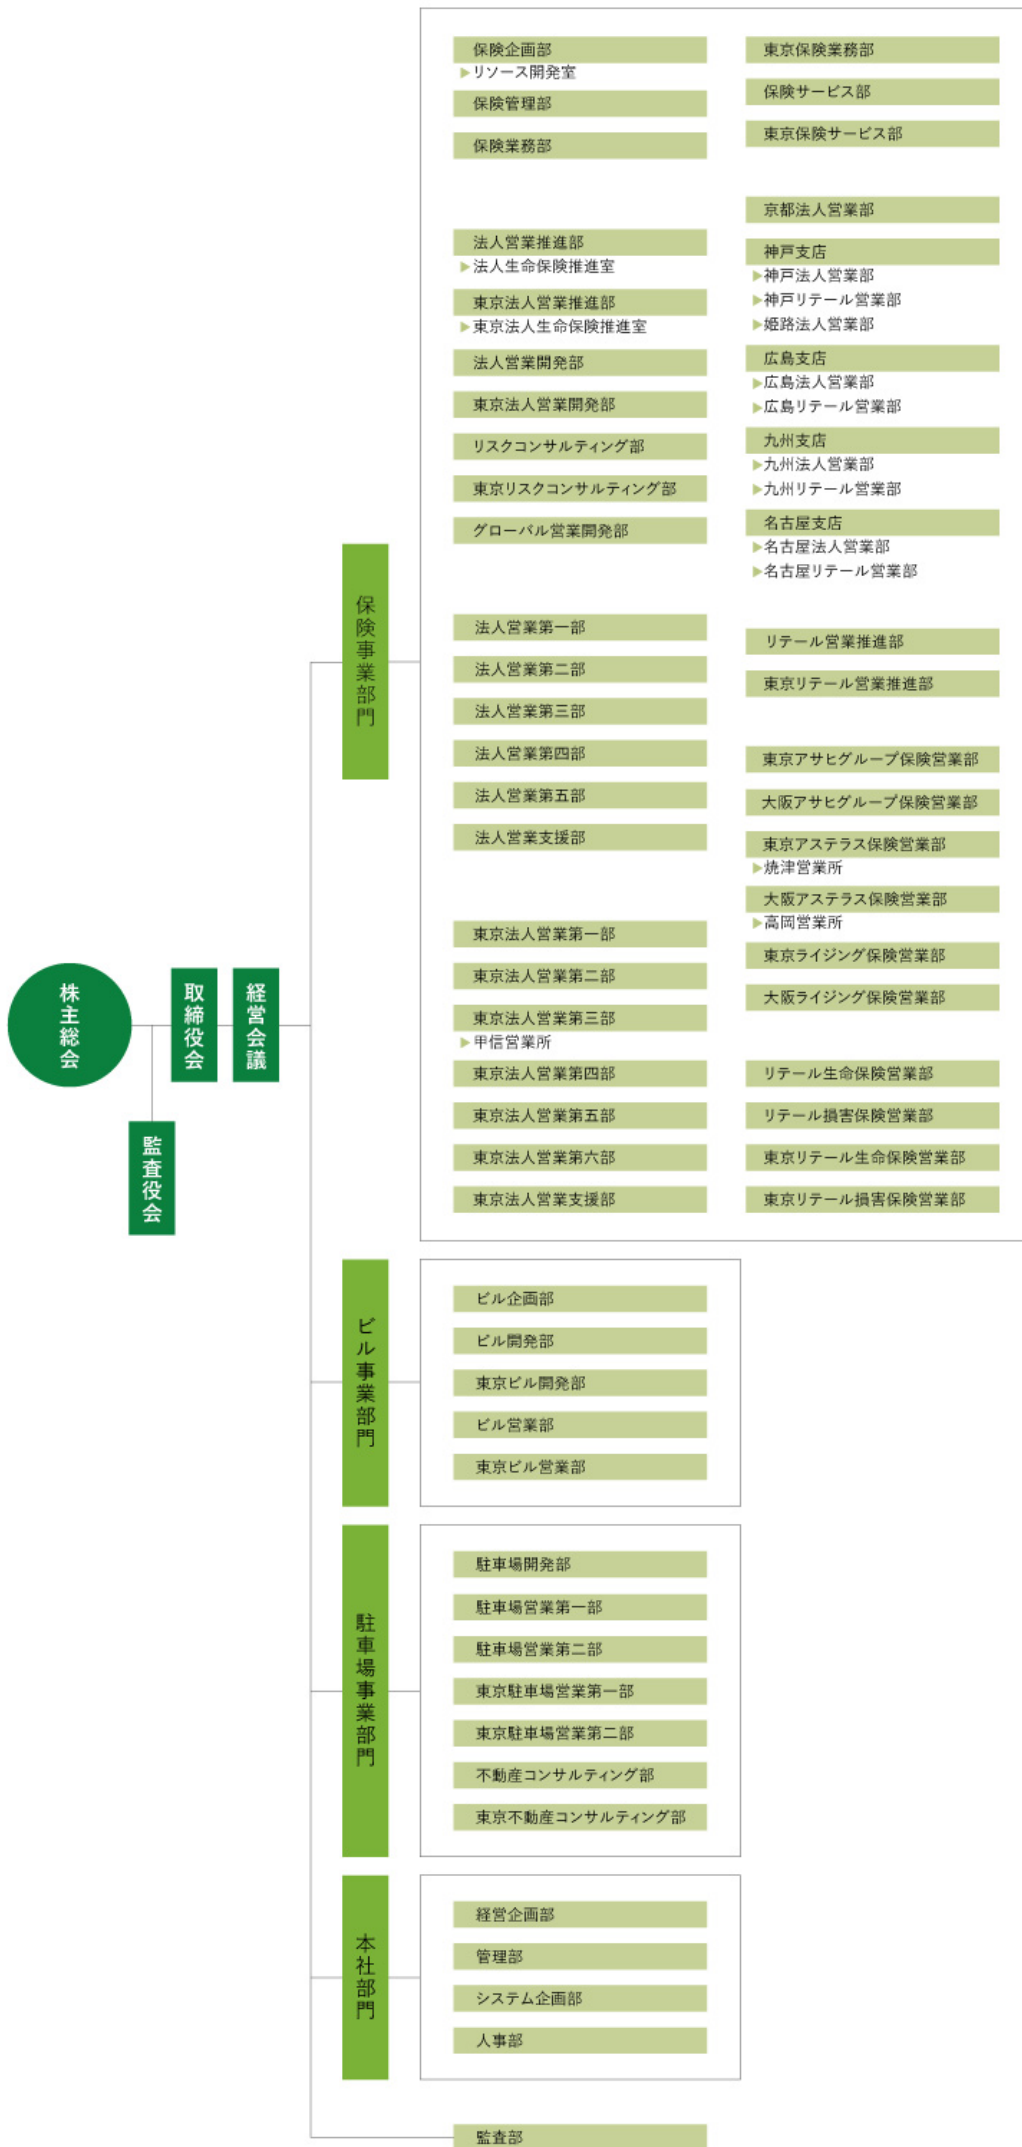 株主総会
監査役会
取締役会
経営会議
保険事業部門
保険企画部
リソース開発室
保険管理部
保険業務部
法人営業推進部
法人生命保険推進室
東京法人営業推進部
東京法人生命保険推進室
法人営業開発部
東京法人営業開発部
リスクコンサルティング部
東京リスクコンサルティング部
グローバル営業開発部
法人営業第一部
法人営業第二部
法人営業第三部
法人営業第四部
法人営業第五部
法人営業支援部
東京法人営業第一部
東京法人営業第二部
東京法人営業第三部
甲信営業所
東京法人営業第四部
東京法人営業第五部
東京法人営業第六部
東京法人営業支援部
東京保険業務部
保険サービス部
東京保険サービス部
京都法人営業部
神戸支店
神戸法人営業部
神戸リテール営業部
姫路法人営業部
広島支店
広島法人営業部
広島リテール営業部
九州支店
九州法人営業部
九州リテール営業部
名古屋支店
名古屋法人営業部
名古屋リテール営業部
リテール営業推進部
東京リテール営業推進部
東京アサヒグループ保険営業部
大阪アサヒグループ保険営業部
東京アステラス保険営業部
焼津営業所
大阪アステラス保険営業部
高岡営業所
東京ライジング保険営業部
大阪ライジング保険営業部
リテール生命保険営業部
リテール損害保険営業部
東京リテール生命保険営業部
東京リテール損害保険営業部
ビル事業部門
ビル企画部
ビル開発部
東京ビル開発部
ビル営業部
東京ビル営業部
駐車場事業部門
駐車場開発部
駐車場営業第一部
駐車場営業第二部
東京駐車場営業第一部
東京駐車場営業第二部
不動産コンサルティング部
東京不動産コンサルティング部
本社部門
経営企画部
管理部
システム企画部
人事部
監査部